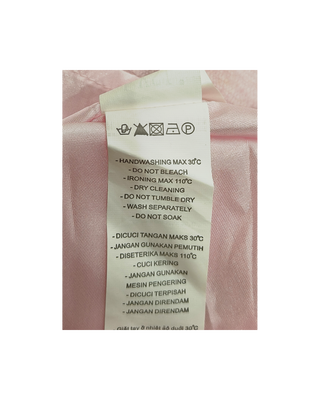 - HANDWASHING MAX 30°C
- DO NOT BLEACH
- IRONING MAX 110°C
- DRY CLEANING
- DO NOT TUMBLE DRY
- WASH SEPARATELY
- DO NOT SOAK
- DICUCI TANGAN MAKS 30°C
- JANGAN GUNAKAN PEMUTIH
- DISETERIKA MAKS 110°C
- CUCI KERING
- JANGAN GUNAKAN
MESIN PENGERING
- DICUCI TERPISAH
- JANGAN DIRENDAM
- JANGAN DIRENDAM